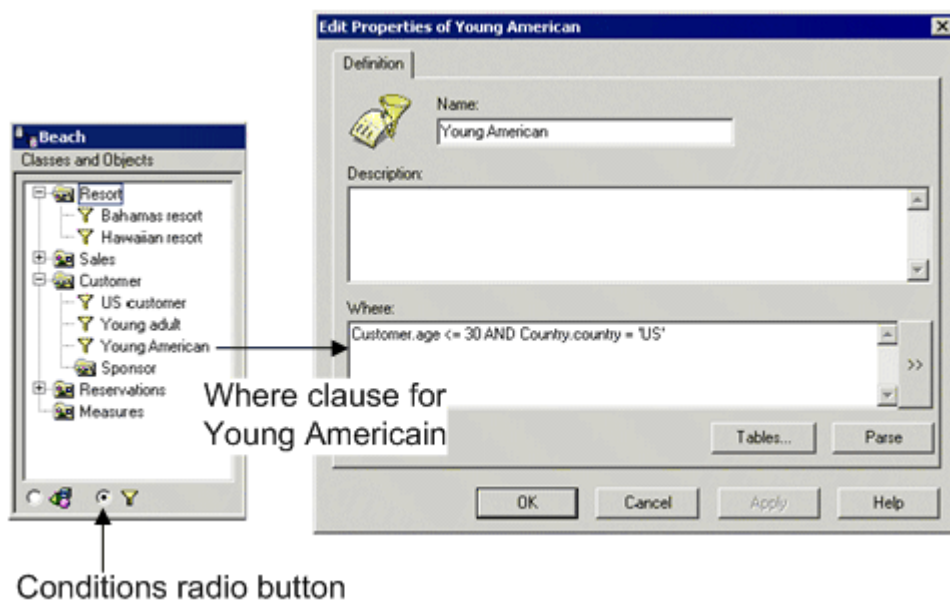 Edit Properties of Young American
Definition
Name:
Young American
Description:
Beach
Classes and Objects
Resort
Bahamas resort
Hawaiian resort
Sales
Customer
US customer
Young adult
Young American
Sponsor
Reservations
Measures
Where:
Customer.age <= 30 AND Country.country = 'US'
>>
Where clause for
Young Americain
Tables...
Parse
OK
Cancel
Apply
Help
Conditions radio button